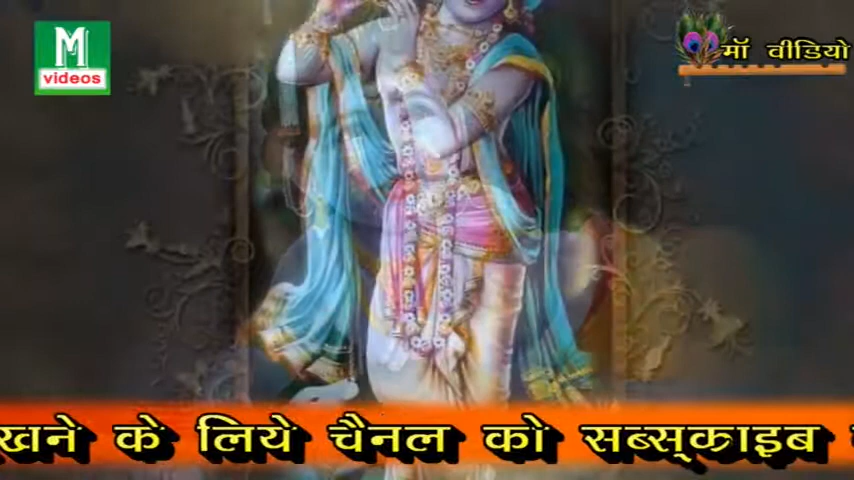 M
videos
माॅ वीडियो
खने के लिये चैनल को सब्स्क्राइब